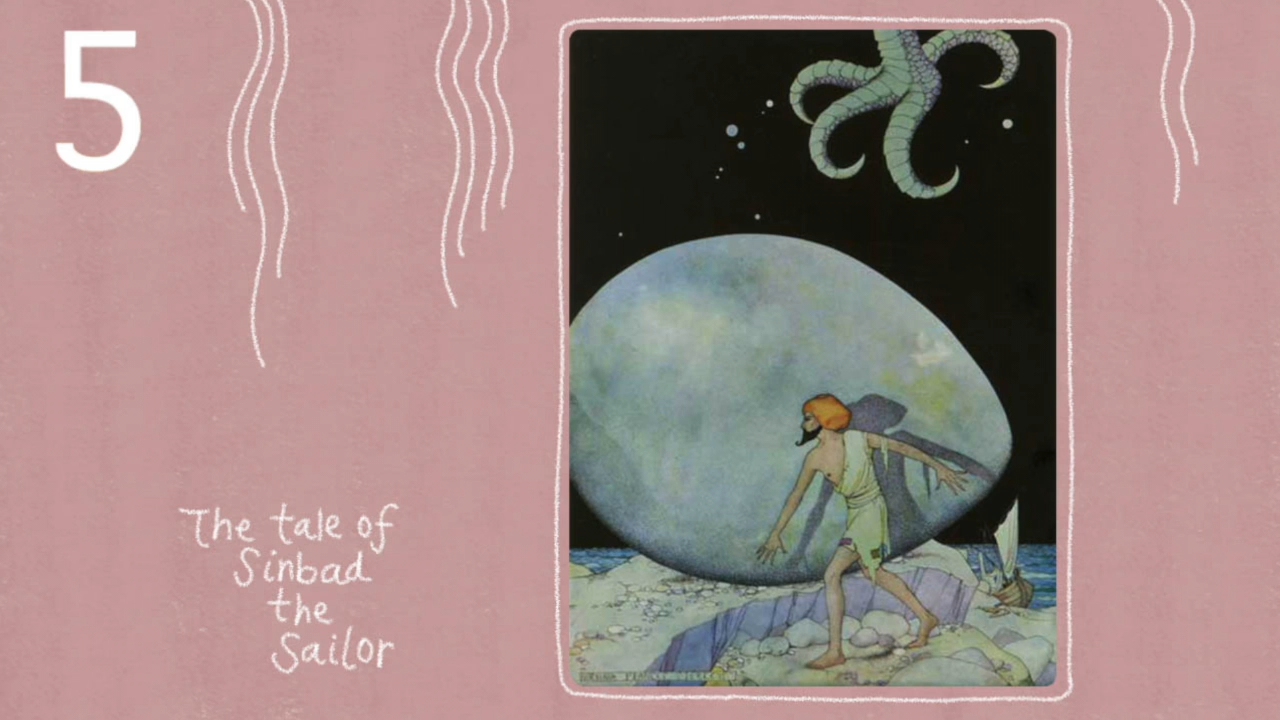 5
The tale of
Sinbad
the
Sailor